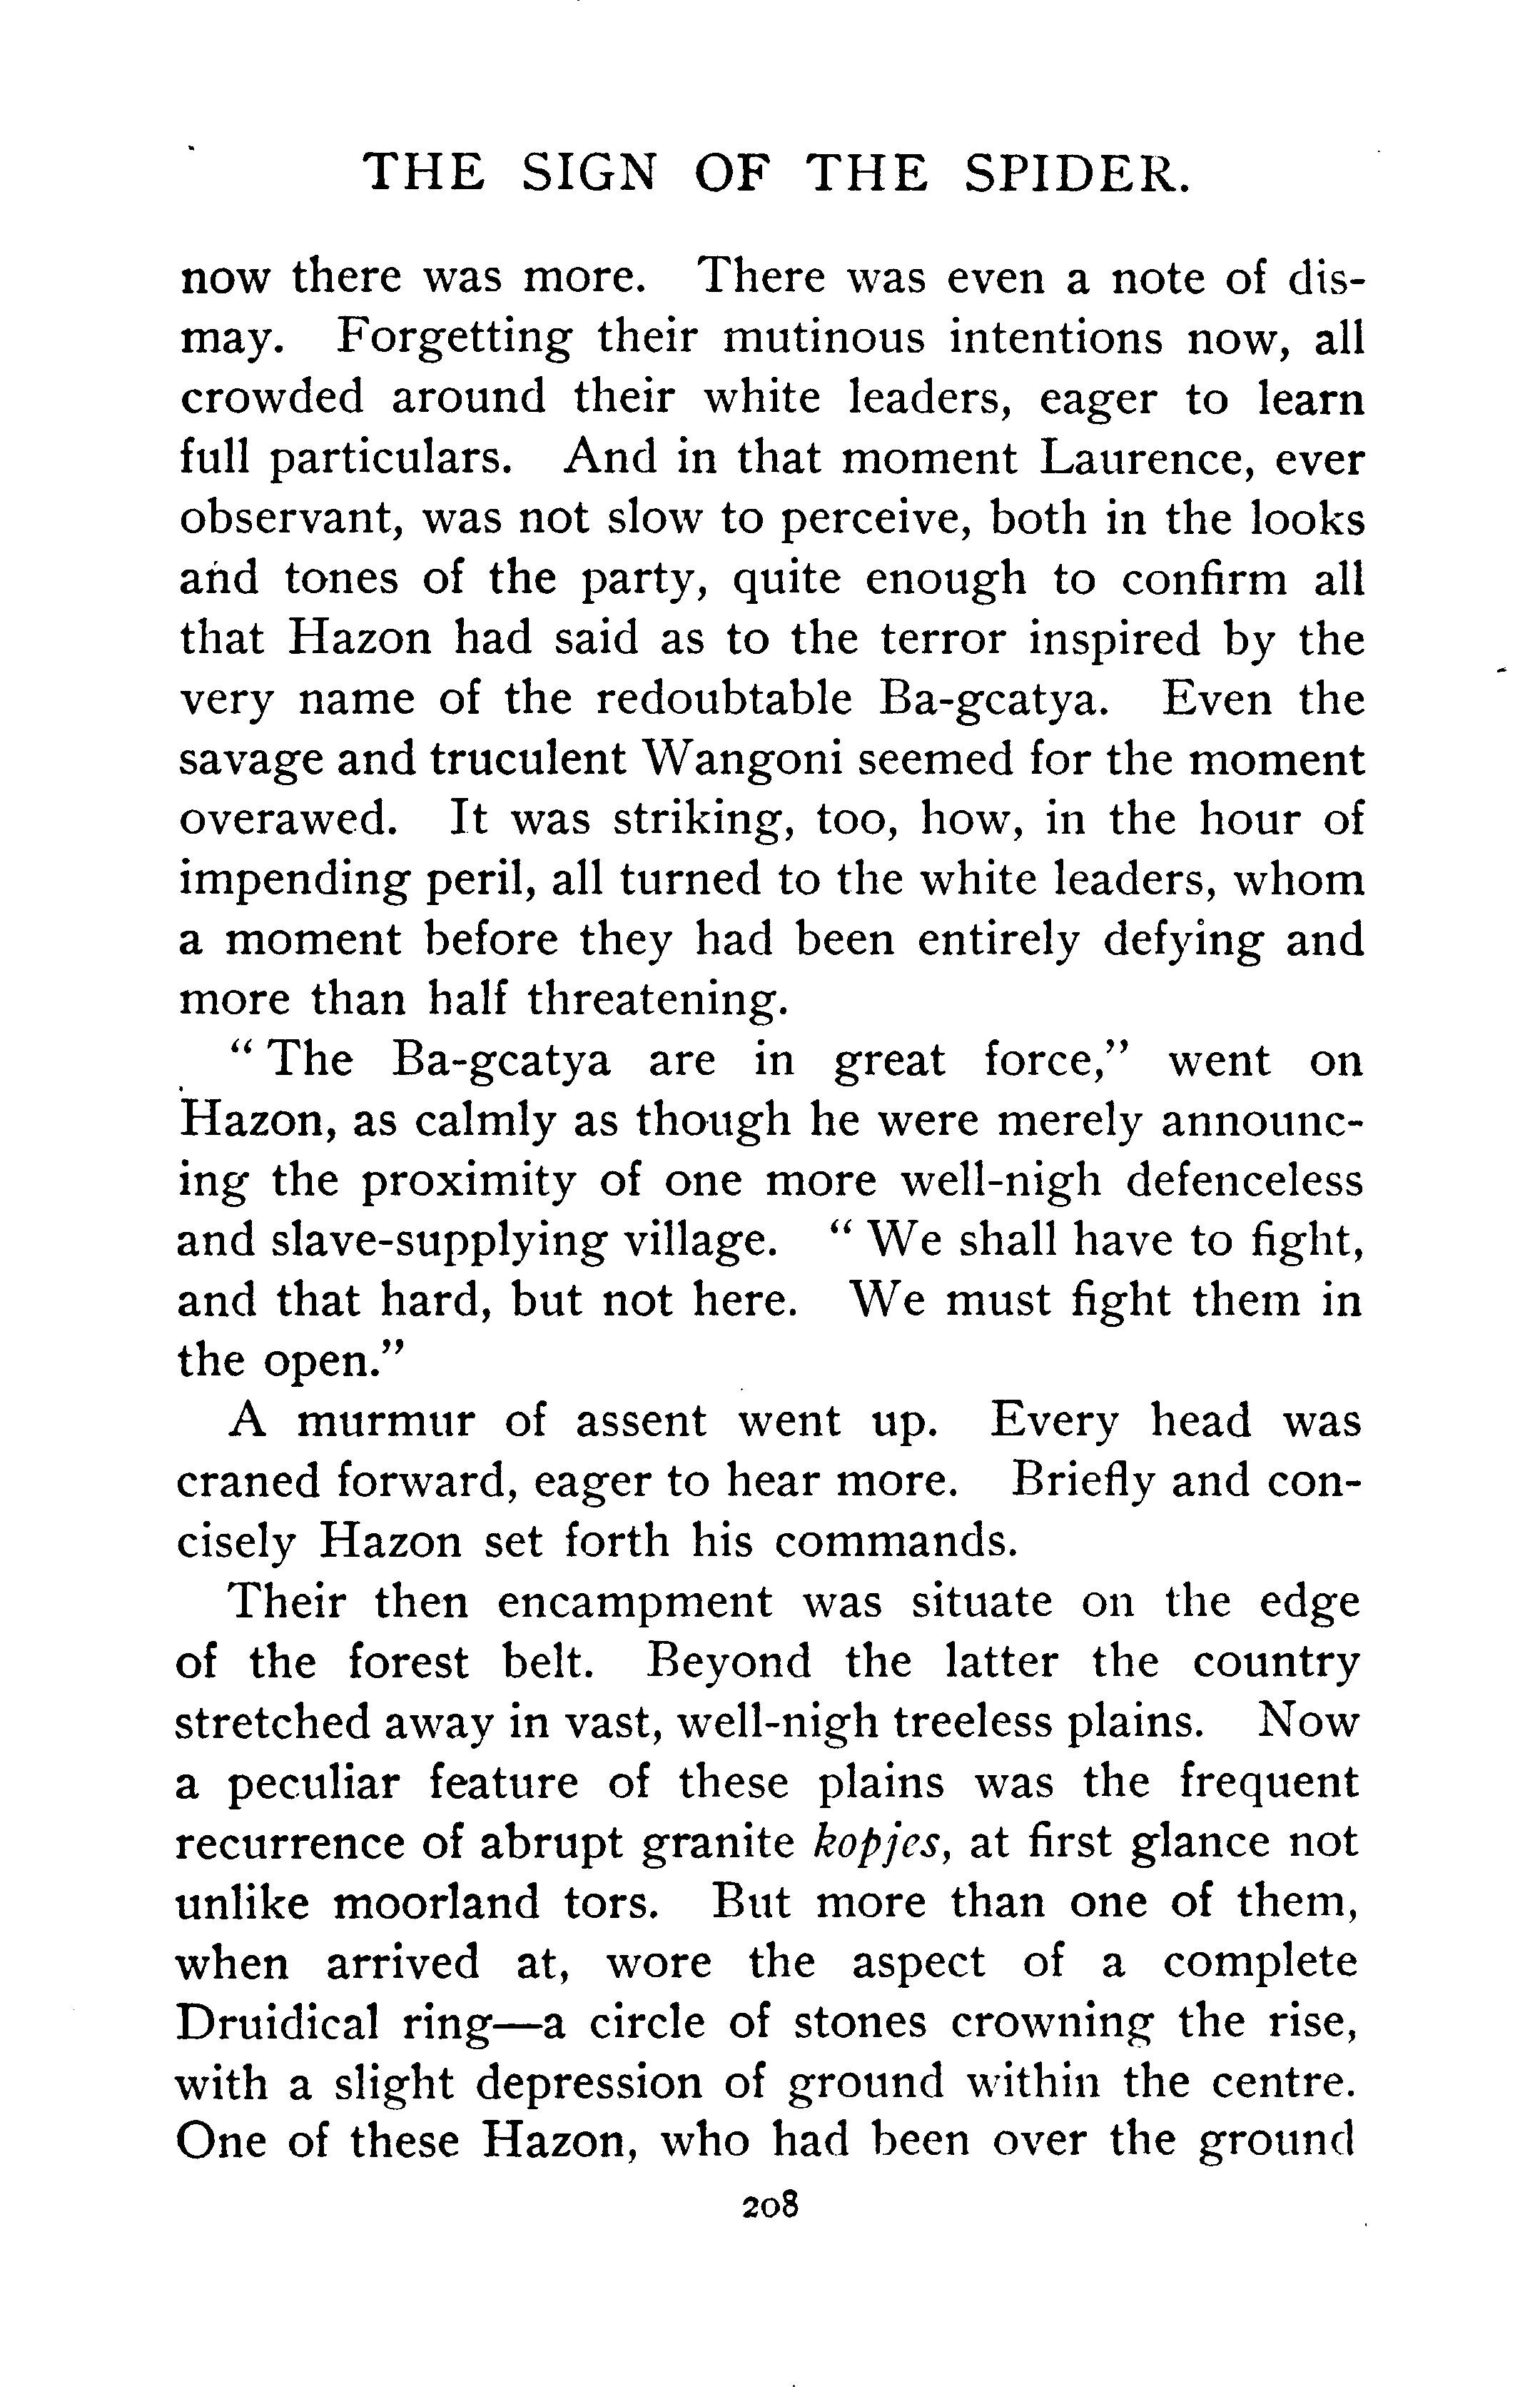 THE SIGN OF THE SPIDER.
now there was more. There was even a note of dis-
may. Forgetting their mutinous intentions now, all
crowded around their white leaders, eager to learn
full particulars. And in that moment Laurence, ever
observant, was not slow to perceive, both in the looks
and tones of the party, quite enough to confirm all
that Hazon had said as to the terror inspired by the
very name of the redoubtable Ba-gcatya. Even the
savage and truculent Wangoni seemed for the moment
overawed. It was striking, too, how, in the hour of
impending peril, all turned to the white leaders, whom
a moment before they had been entirely defying and
more than half threatening.
“The Ba-gcatya are in great force,” went on
Hazon, as calmly as though he were merely announc-
ing the proximity of one more well-nigh defenceless
and slave-supplying village. “We shall have to fight,
and that hard, but not here. We must fight them in
the open.”
A murmur of assent went up. Every head was
craned forward, eager to hear more. Briefly and con-
cisely Hazon set forth his commands.
Their then encampment was situate on the edge
of the forest belt. Beyond the latter the country
stretched away in vast, well-nigh treeless plains. Now
a peculiar feature of these plains was the frequent
recurrence of abrupt granite kopjes, at first glance not
unlike moorland tors. But more than one of them,
when arrived at, wore the aspect of a complete
Druidical ring—a circle of stones crowning the rise,
with a slight depression of ground within the centre.
One of these Hazon, who had been over the ground
208